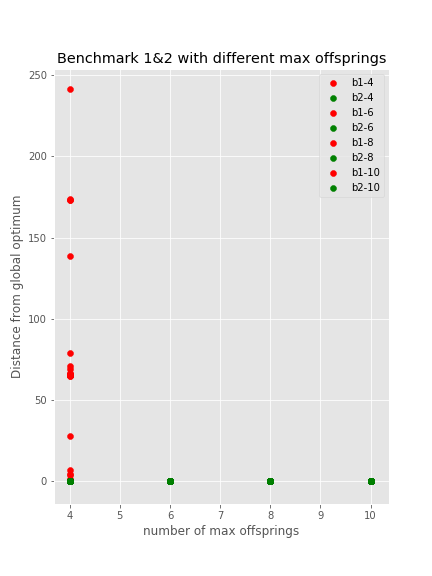 Benchmark 1&2 with different max offsprings
b1-4
b2-4
b1-6
b2-6
b1-8
b2-8
b1-10
b2-10
Distance from global optimum
250
200
150
100
50
0
4 5 6 7 8 9 10
number of max offsprings